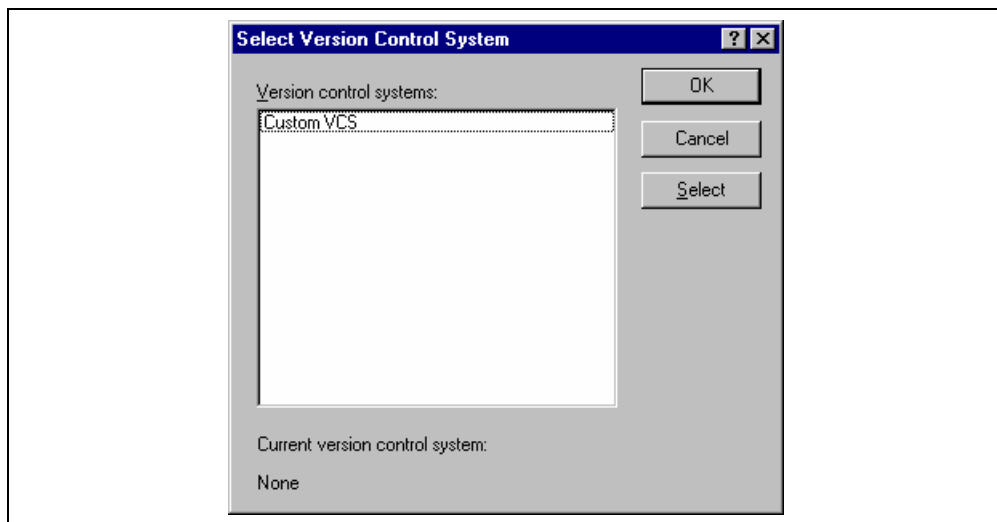 Select Version Control System
Version control systems:
OK
Custom VCS
Cancel
Select
Current version control system:
None